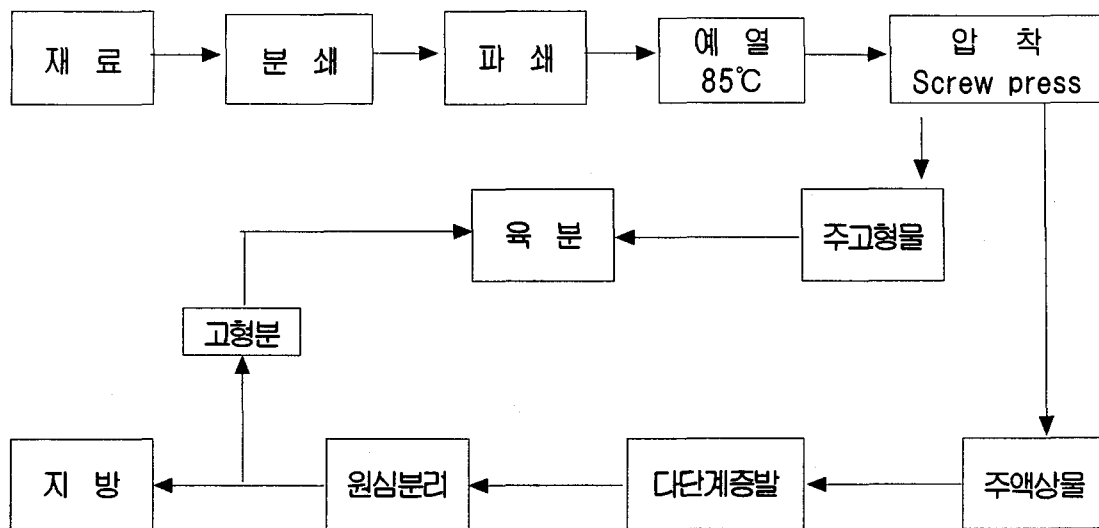 재 료
분 쇄
파 쇄
예 열
85℃
압 착
Screw press
육 분
주고형물
고형분
지 방
원심분리
다단계증발
주액상물